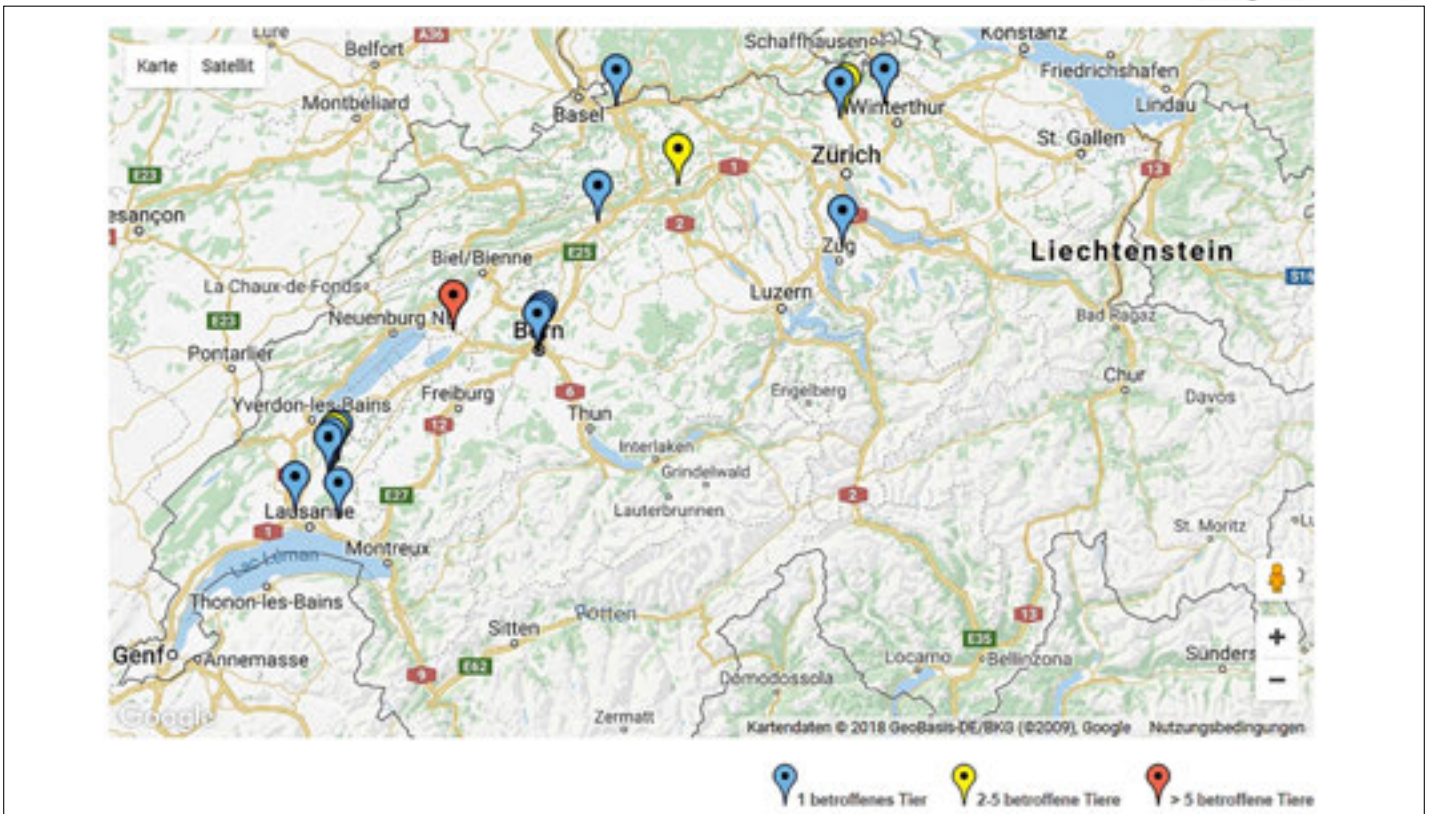 Lure
Belfort
A36
Schaffhausen
Konstanz
Karte Satellit
Friedrichshafen
Montbéliard
Basel
Winterthur
Lindau
St. Gallen
Zürich
1
13
E23
esançon
2
Zug
E25
Liechtenstein
Biel/Bienne
S16
La Chaux-de-Fonds
Luzern
Neuenburg NE
E23
Bern
Bad Ragaz
Pontarlier
Freiburg
6
Engelberg
Chur
Davos
Yverdon-les-Bains
12
Thun
Interlaken
Grindelwald
E27
2
Lausanne
Lauterbrunnen
St. Moritz
1
Montreux
Lac Léman
Thonon-les-Bains
Sitten
13
E35
Genf
Annemasse
E62
Locarno
Bellinzona
Sünders
9
Domodossola
Google
Zermatt
Kartendaten © 2018 GeoBasis-DE/BKG (©2009), Google Nutzungsbedingungen
1 betroffenes Tier 2-5 betroffene Tiere > 5 betroffene Tiere